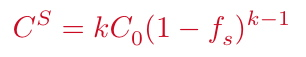 C^S = kC_0(1 − f_s)^{k−1}